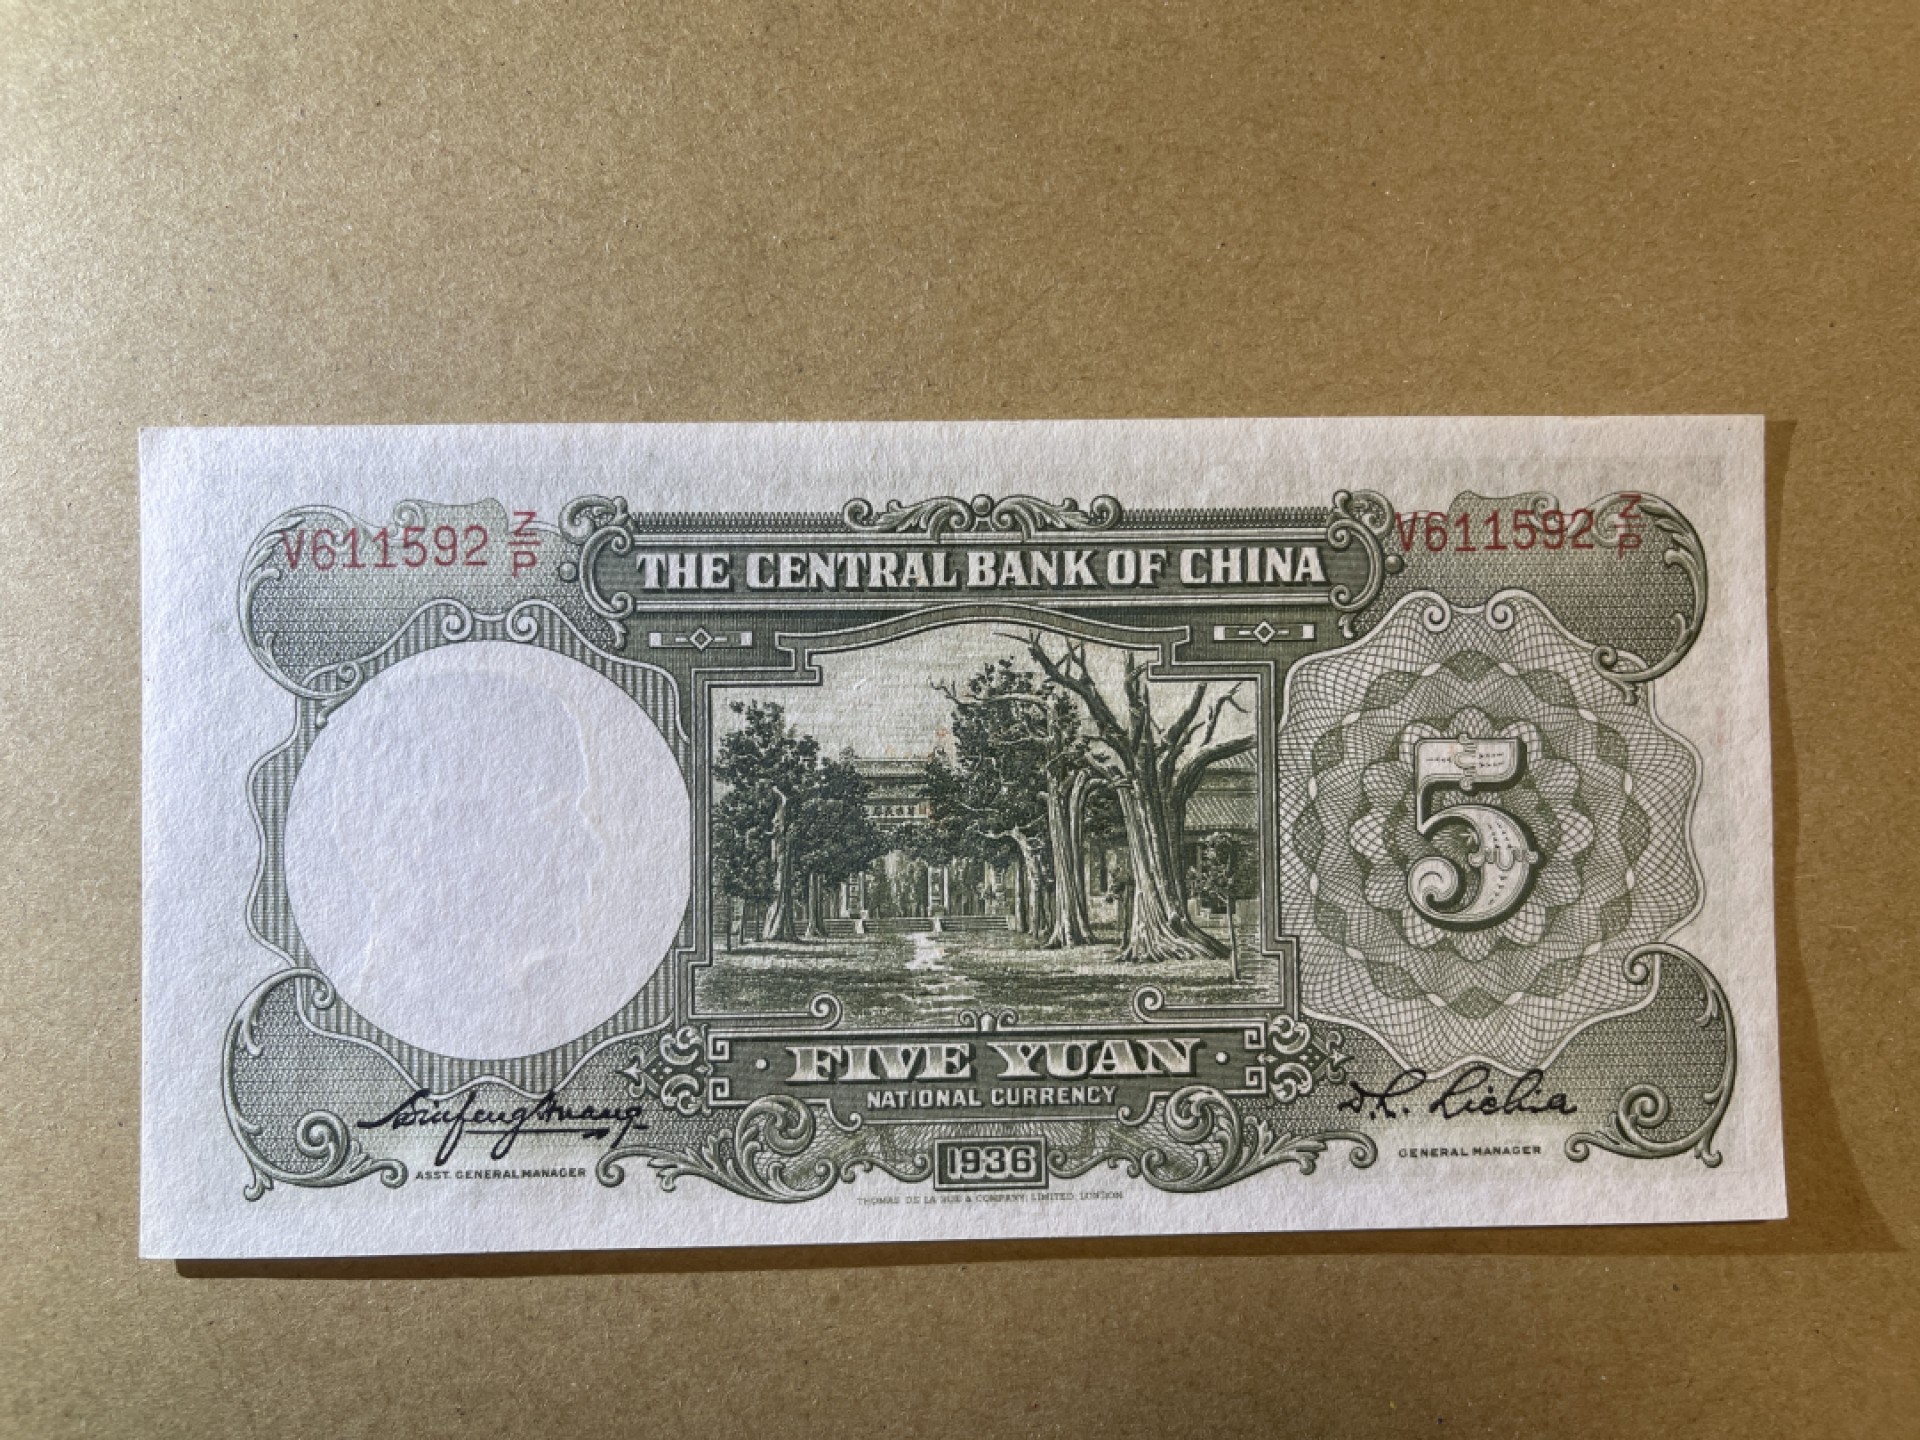 V611592 Z/P
V611592 Z/P
THE CENTRAL BANK OF CHINA
5
FIVE YUAN
NATIONAL CURRENCY
ASST. GENERAL MANAGER
GENERAL MANAGER
1936
THOMAS DE LA RUE & COMPANY, LIMITED, LONDON